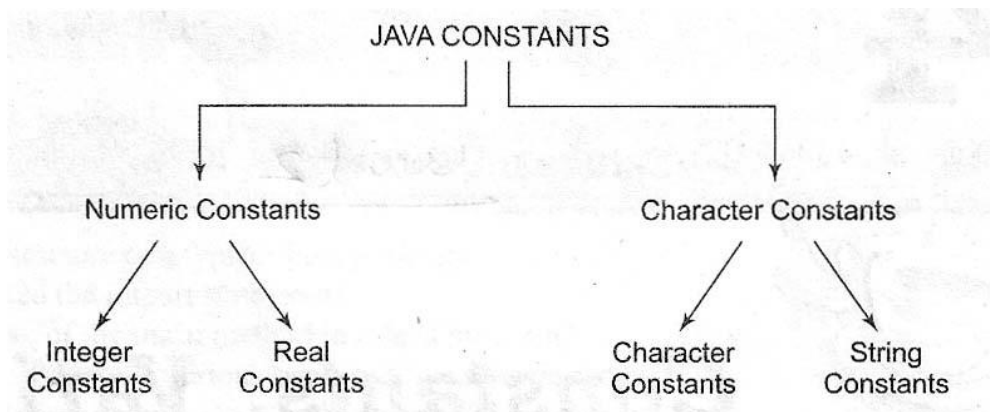 JAVA CONSTANTS
Numeric Constants
Character Constants
Integer
Constants
Real
Constants
Character
Constants
String
Constants